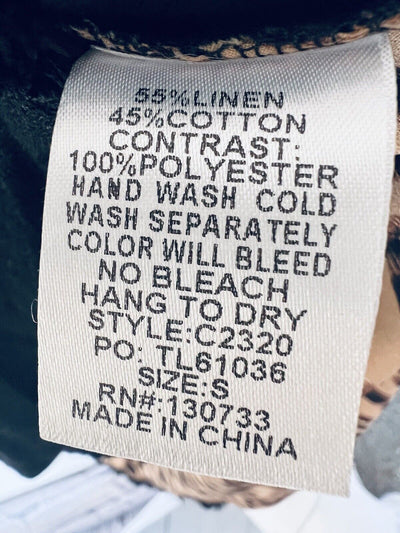 55%LINEN
45%COTTON
CONTRAST:
100%POLYESTER
HAND WASH COLD
WASH SEPARATELY
COLOR WILL BLEED
NO BLEACH
HANG TO DRY
STYLE:C2320
PO: TL61036
SIZE:S
RN#:130733
MADE IN CHINA